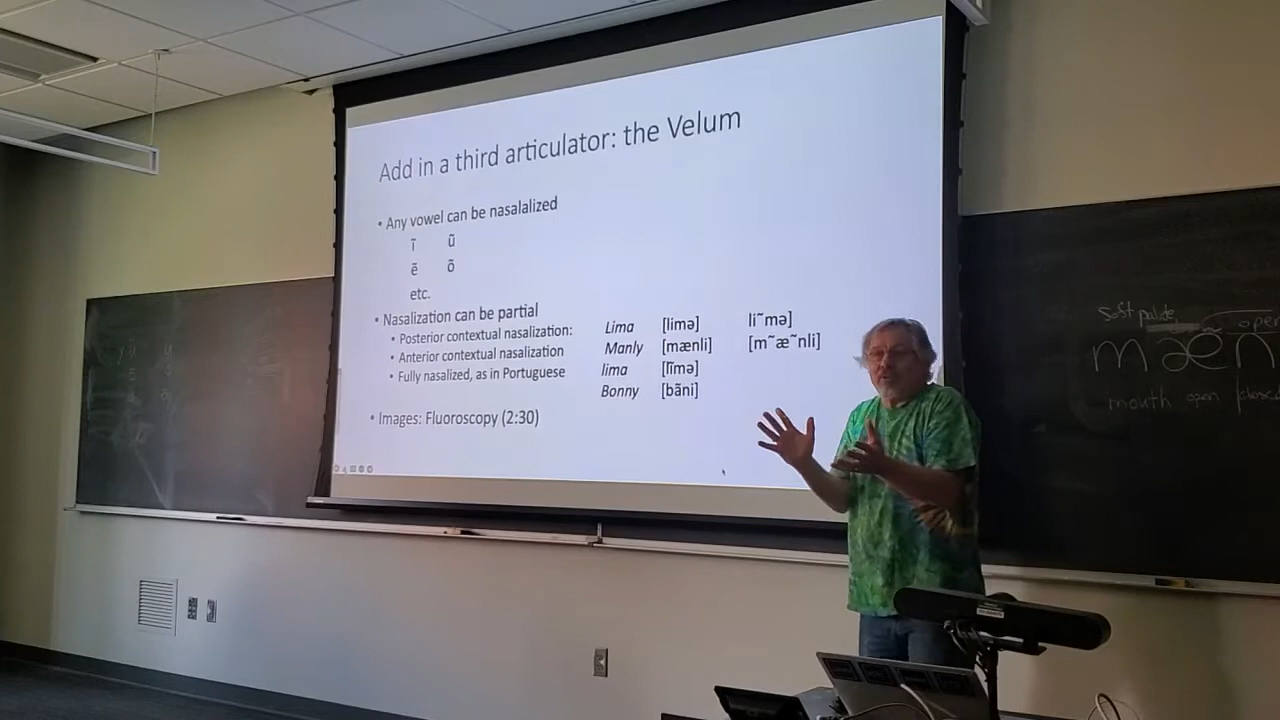 Add in a third articulator: the Velum
• Any vowel can be nasalalized
ĩ ũ
ẽ õ
etc.
• Nasalization can be partial
• Posterior contextual nasalization: Lima [limə] li˜mə]
• Anterior contextual nasalization Manly [mænli] [m˜æ˜nli]
• Fully nasalized, as in Portuguese lima [lĩmə]
Bonny [bãni]
• Images: Fluoroscopy (2:30)
soft palate open
mæn
mouth open